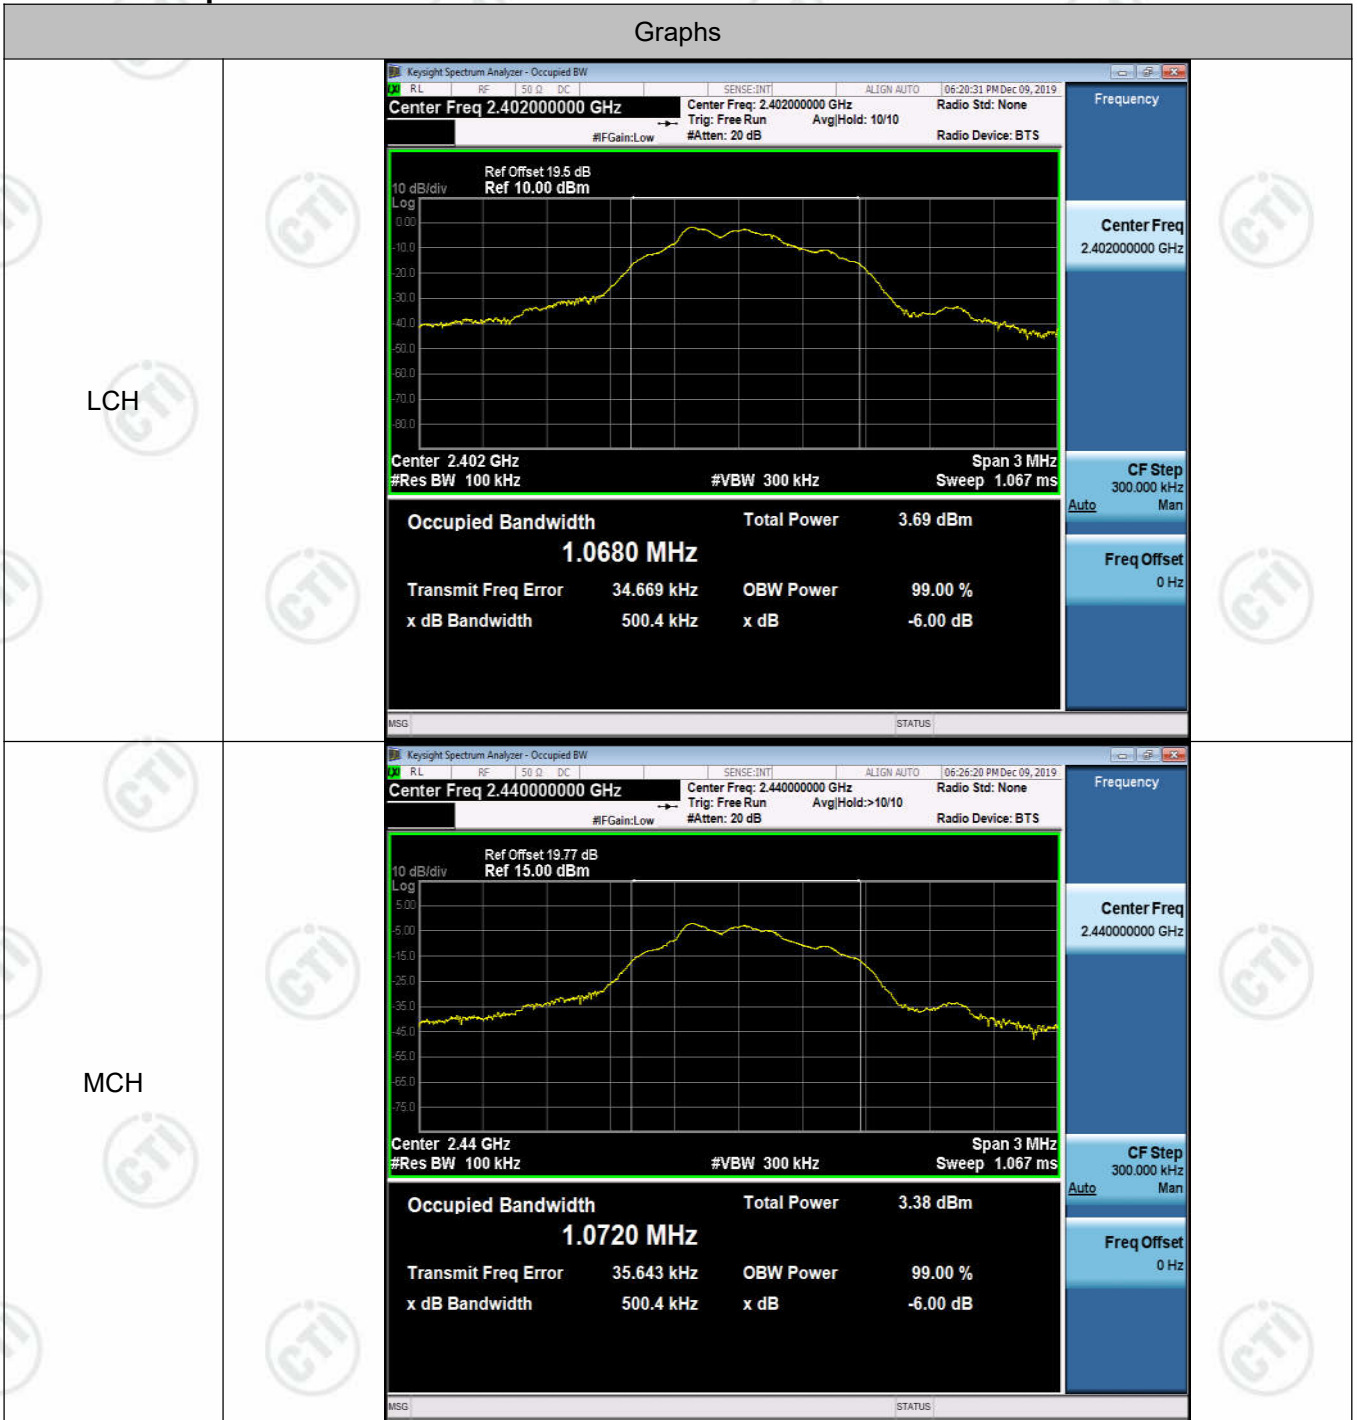 Graphs
LCH
Keysight Spectrum Analyzer - Occupied BW
LXI RL RF 50 Ω DC SENSE:INT ALIGN AUTO 06:20:31 PM Dec 09, 2019
Center Freq 2.402000000 GHz
Center Freq: 2.402000000 GHz Radio Std: None
Trig: Free Run Avg|Hold: 10/10
#IFGain:Low #Atten: 20 dB Radio Device: BTS
Ref Offset 19.5 dB
10 dB/div Ref 10.00 dBm
Log
0.00
-10.0
-20.0
-30.0
-40.0
-50.0
-60.0
-70.0
-80.0
Center 2.402 GHz Span 3 MHz
#Res BW 100 kHz #VBW 300 kHz Sweep 1.067 ms
Occupied Bandwidth Total Power 3.69 dBm
1.0680 MHz
Transmit Freq Error 34.669 kHz OBW Power 99.00 %
x dB Bandwidth 500.4 kHz x dB -6.00 dB
MSG STATUS
Frequency
Center Freq
2.402000000 GHz
CF Step
300.000 kHz
Auto Man
Freq Offset
0 Hz
MCH
Keysight Spectrum Analyzer - Occupied BW
LXI RL RF 50 Ω DC SENSE:INT ALIGN AUTO 06:26:20 PM Dec 09, 2019
Center Freq 2.440000000 GHz
Center Freq: 2.440000000 GHz Radio Std: None
Trig: Free Run Avg|Hold:>10/10
#IFGain:Low #Atten: 20 dB Radio Device: BTS
Ref Offset 19.77 dB
10 dB/div Ref 15.00 dBm
Log
5.00
-5.00
-15.0
-25.0
-35.0
-45.0
-55.0
-65.0
-75.0
Center 2.44 GHz Span 3 MHz
#Res BW 100 kHz #VBW 300 kHz Sweep 1.067 ms
Occupied Bandwidth Total Power 3.38 dBm
1.0720 MHz
Transmit Freq Error 35.643 kHz OBW Power 99.00 %
x dB Bandwidth 500.4 kHz x dB -6.00 dB
MSG STATUS
Frequency
Center Freq
2.440000000 GHz
CF Step
300.000 kHz
Auto Man
Freq Offset
0 Hz
CTI
CTI
CTI
CTI
CTI
CTI
CTI
CTI
CTI
CTI
CTI
CTI